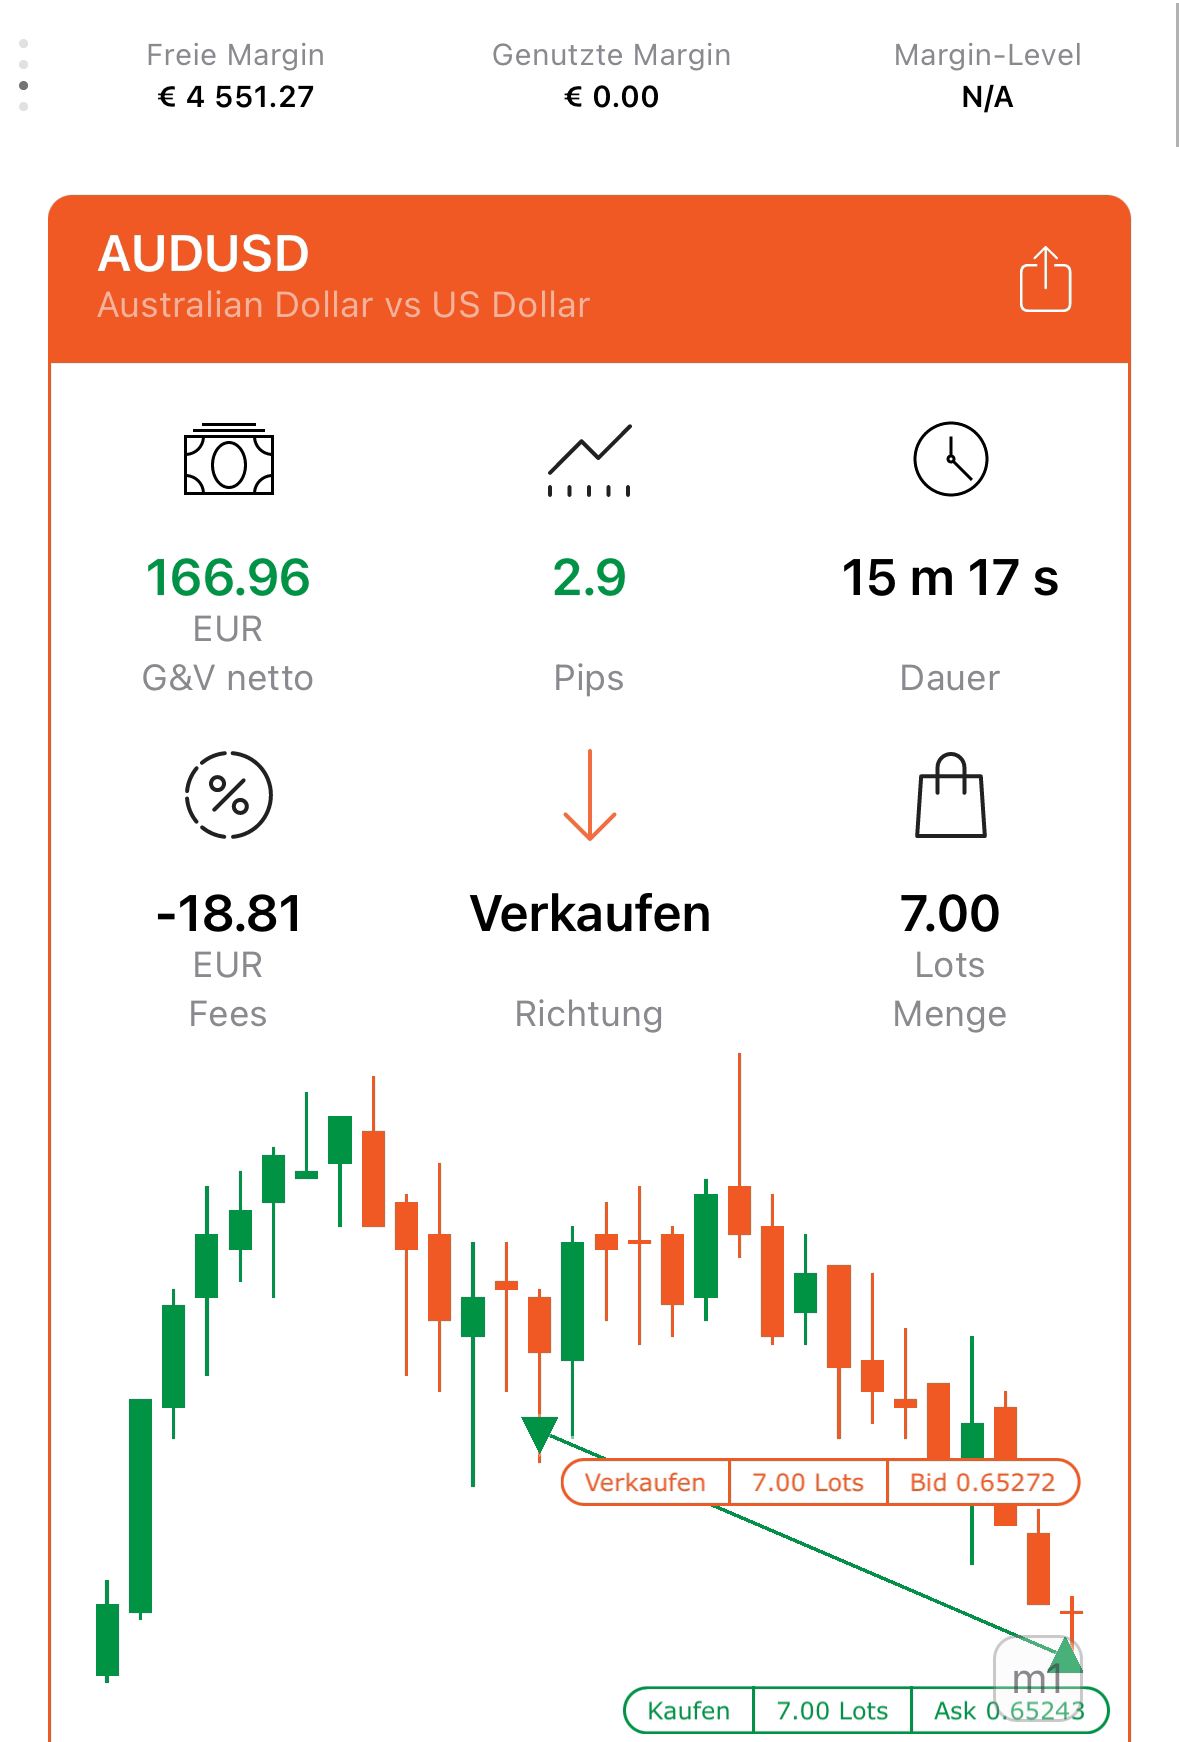 Freie Margin Genutzte Margin Margin-Level
€ 4 551.27 € 0.00 N/A
AUDUSD
Australian Dollar vs US Dollar
166.96 2.9 15 m 17 s
EUR
G&V netto Pips Dauer
-18.81 Verkaufen 7.00
EUR Lots
Fees Richtung Menge
Verkaufen 7.00 Lots Bid 0.65272
m1
Kaufen 7.00 Lots Ask 0.65243